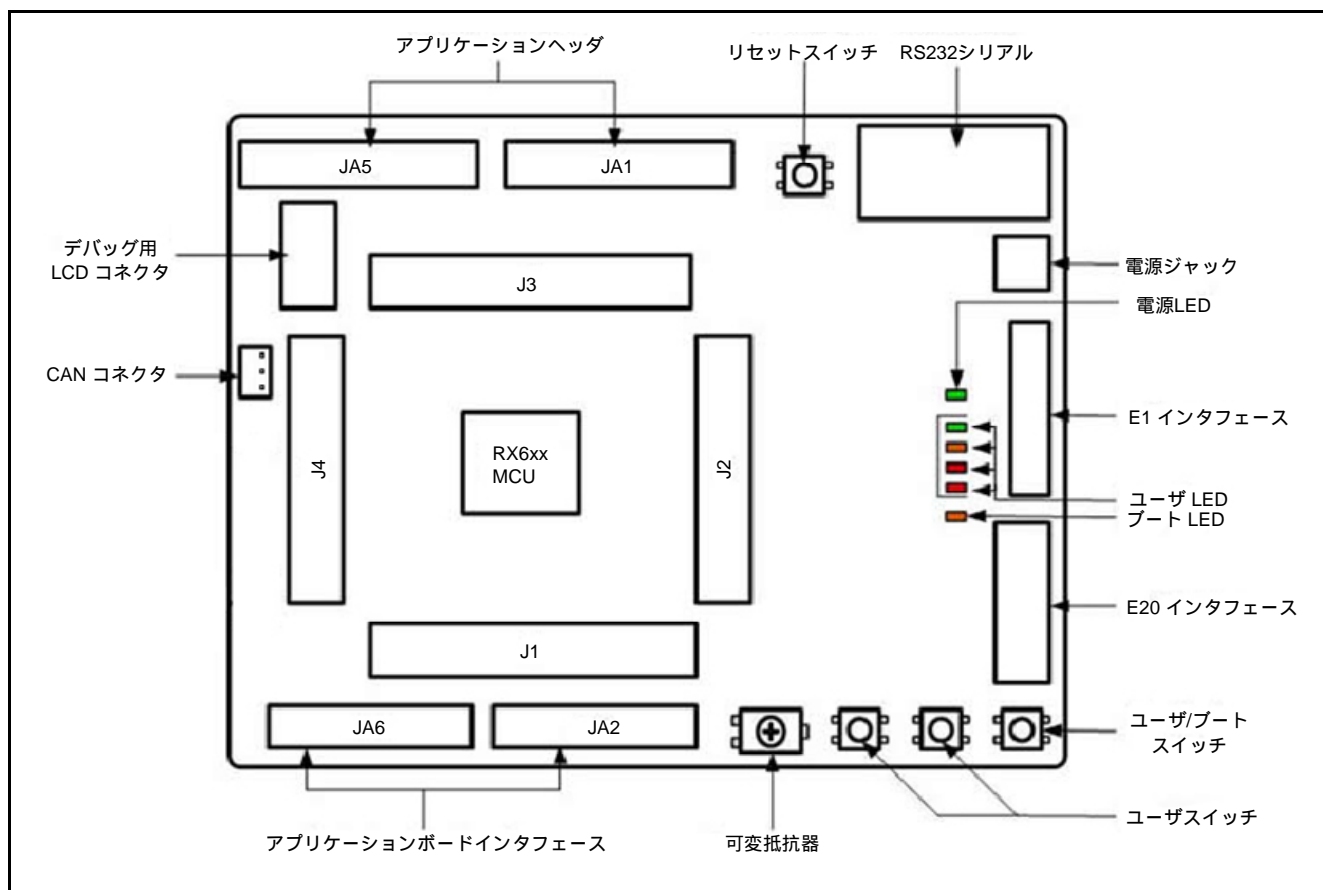 アプリケーションヘッダ
リセットスイッチ
RS232シリアル
JA5
JA1
デバッグ用
LCD コネクタ
J3
電源ジャック
電源LED
CAN コネクタ
E1 インタフェース
J4
RX6xx
MCU
J2
ユーザ LED
ブート LED
E20 インタフェース
J1
JA6
JA2
ユーザ/ブート
スイッチ
ユーザスイッチ
アプリケーションボードインタフェース
可変抵抗器